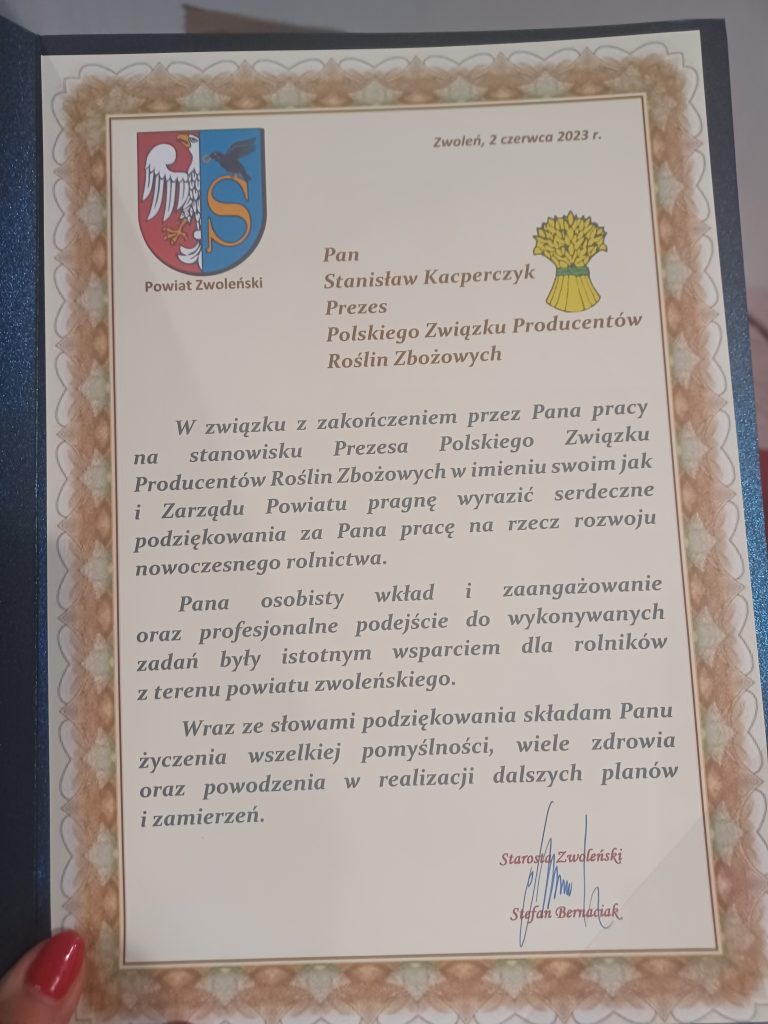 Zwoleń, 2 czerwca 2023 r.
S
Powiat Zwoleński
Pan
Stanisław Kacperczyk
Prezes
Polskiego Związku Producentów
Roślin Zbożowych
W związku z zakończeniem przez Pana pracy
na stanowisku Prezesa Polskiego Związku
Producentów Roślin Zbożowych w imieniu swoim jak
i Zarządu Powiatu pragnę wyrazić serdeczne
podziękowania za Pana pracę na rzecz rozwoju
nowoczesnego rolnictwa.
Pana osobisty wkład i zaangażowanie
oraz profesjonalne podejście do wykonywanych
zadań były istotnym wsparciem dla rolników
z terenu powiatu zwoleńskiego.
Wraz ze słowami podziękowania składam Panu
życzenia wszelkiej pomyślności, wiele zdrowia
oraz powodzenia w realizacji dalszych planów
i zamierzeń.
Starosta Zwoleński
Stefan Bernaciak